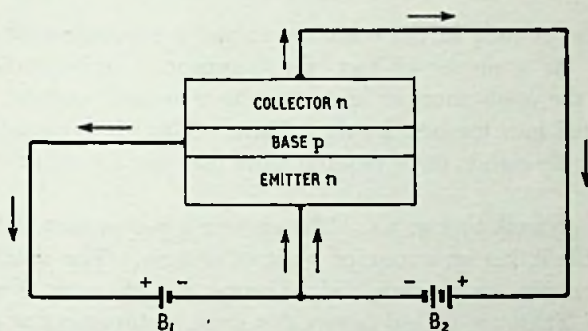 COLLECTOR n
BASE p
EMITTER n
+ - - +
B₁ B₂